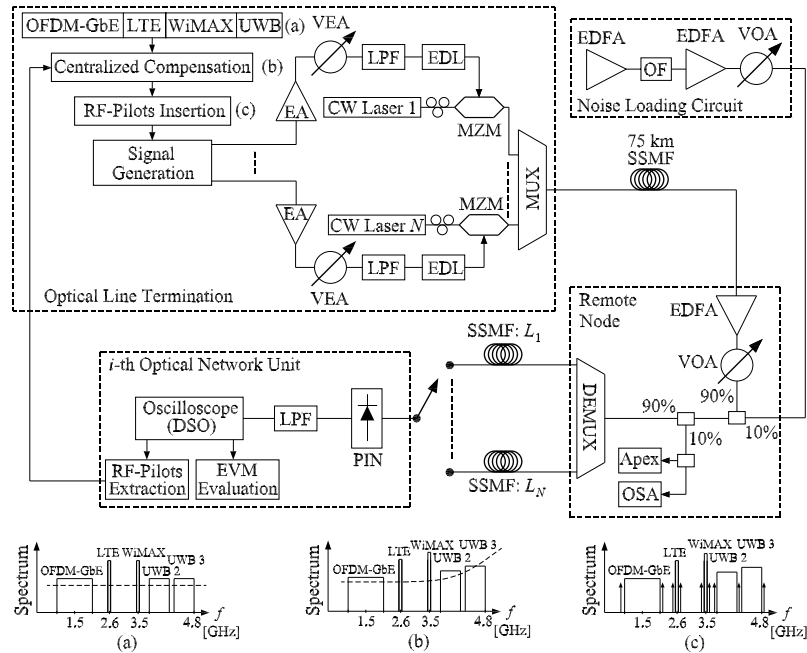 OFDM-GbE LTE WiMAX UWB (a)
Centralized Compensation (b)
RF-Pilots Insertion (c)
Signal
Generation
VEA
LPF
EDL
EA
CW Laser 1
MZM
MZM
EA
CW Laser N
LPF
EDL
VEA
MUX
Optical Line Termination
EDFA
OF
EDFA
VOA
Noise Loading Circuit
75 km
SSMF
Remote
Node
EDFA
VOA
90%
90%
10%
10%
Apex
OSA
DEMUX
SSMF: L1
SSMF: LN
i-th Optical Network Unit
Oscilloscope
(DSO)
LPF
PIN
RF-Pilots
Extraction
EVM
Evaluation
Spectrum
OFDM-GbE
LTE
WiMAX
UWB 2
UWB 3
1.5
2.6
3.5
4.8
f
[GHz]
(a)
Spectrum
OFDM-GbE
LTE
WiMAX
UWB 2
UWB 3
1.5
2.6
3.5
4.8
f
[GHz]
(b)
Spectrum
OFDM-GbE
LTE
WiMAX
UWB 2
UWB 3
1.5
2.6
3.5
4.8
f
[GHz]
(c)